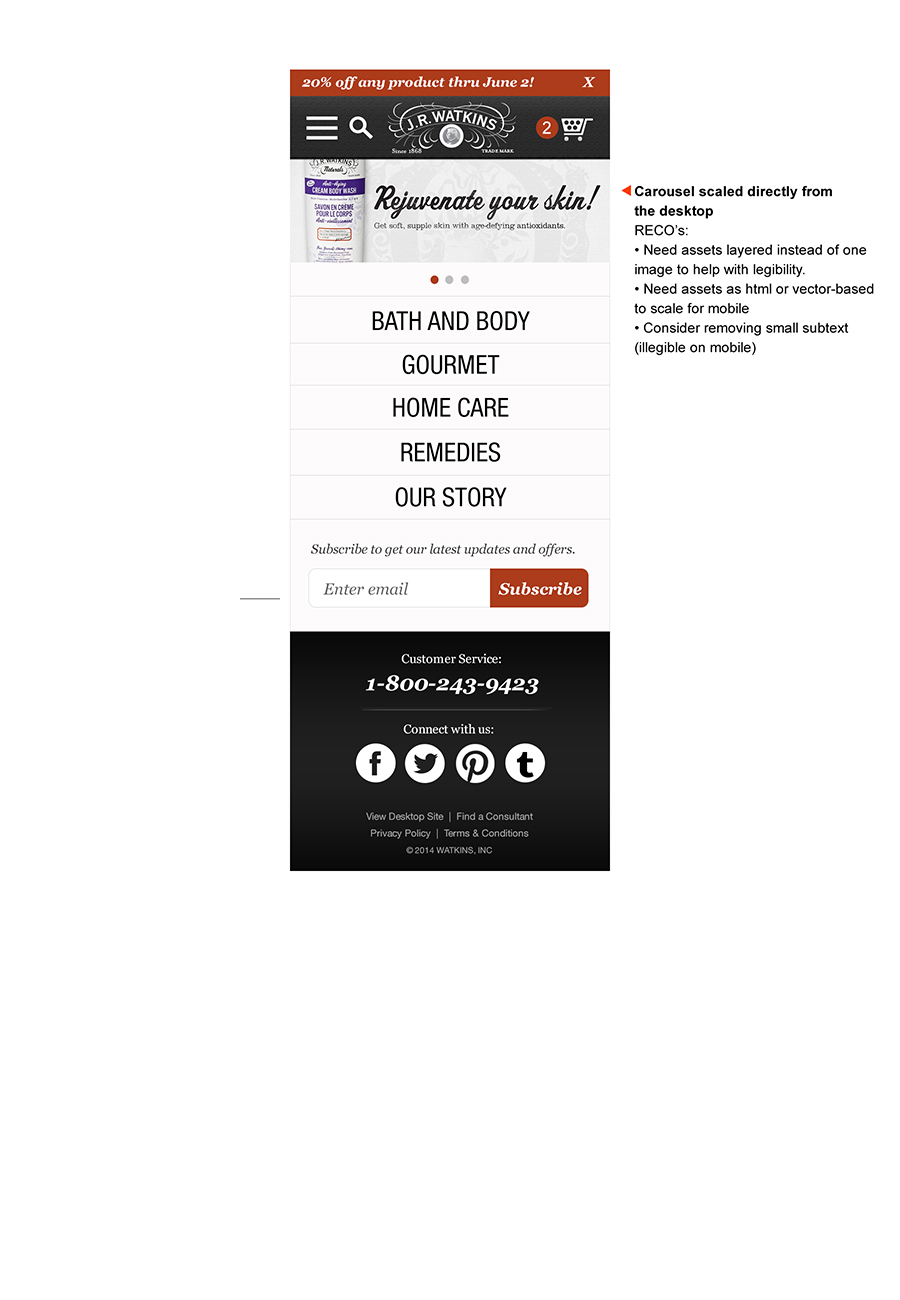 20% off any product thru June 2! X
J.R. WATKINS
Since 1868 TRADE MARK
2
J.R. WATKINS
Naturals
Anti-Aging
CREAM BODY WASH
SAVON EN CRÈME
POUR LE CORPS
Anti-vieillissement
Rejuvenate your skin!
Get soft, supple skin with age-defying antioxidants.
BATH AND BODY
GOURMET
HOME CARE
REMEDIES
OUR STORY
Subscribe to get our latest updates and offers.
Enter email Subscribe
Customer Service:
1-800-243-9423
Connect with us:
View Desktop Site | Find a Consultant
Privacy Policy | Terms & Conditions
© 2014 WATKINS, INC
Carousel scaled directly from
the desktop
RECO's:
• Need assets layered instead of one
image to help with legibility.
• Need assets as html or vector-based
to scale for mobile
• Consider removing small subtext
(illegible on mobile)